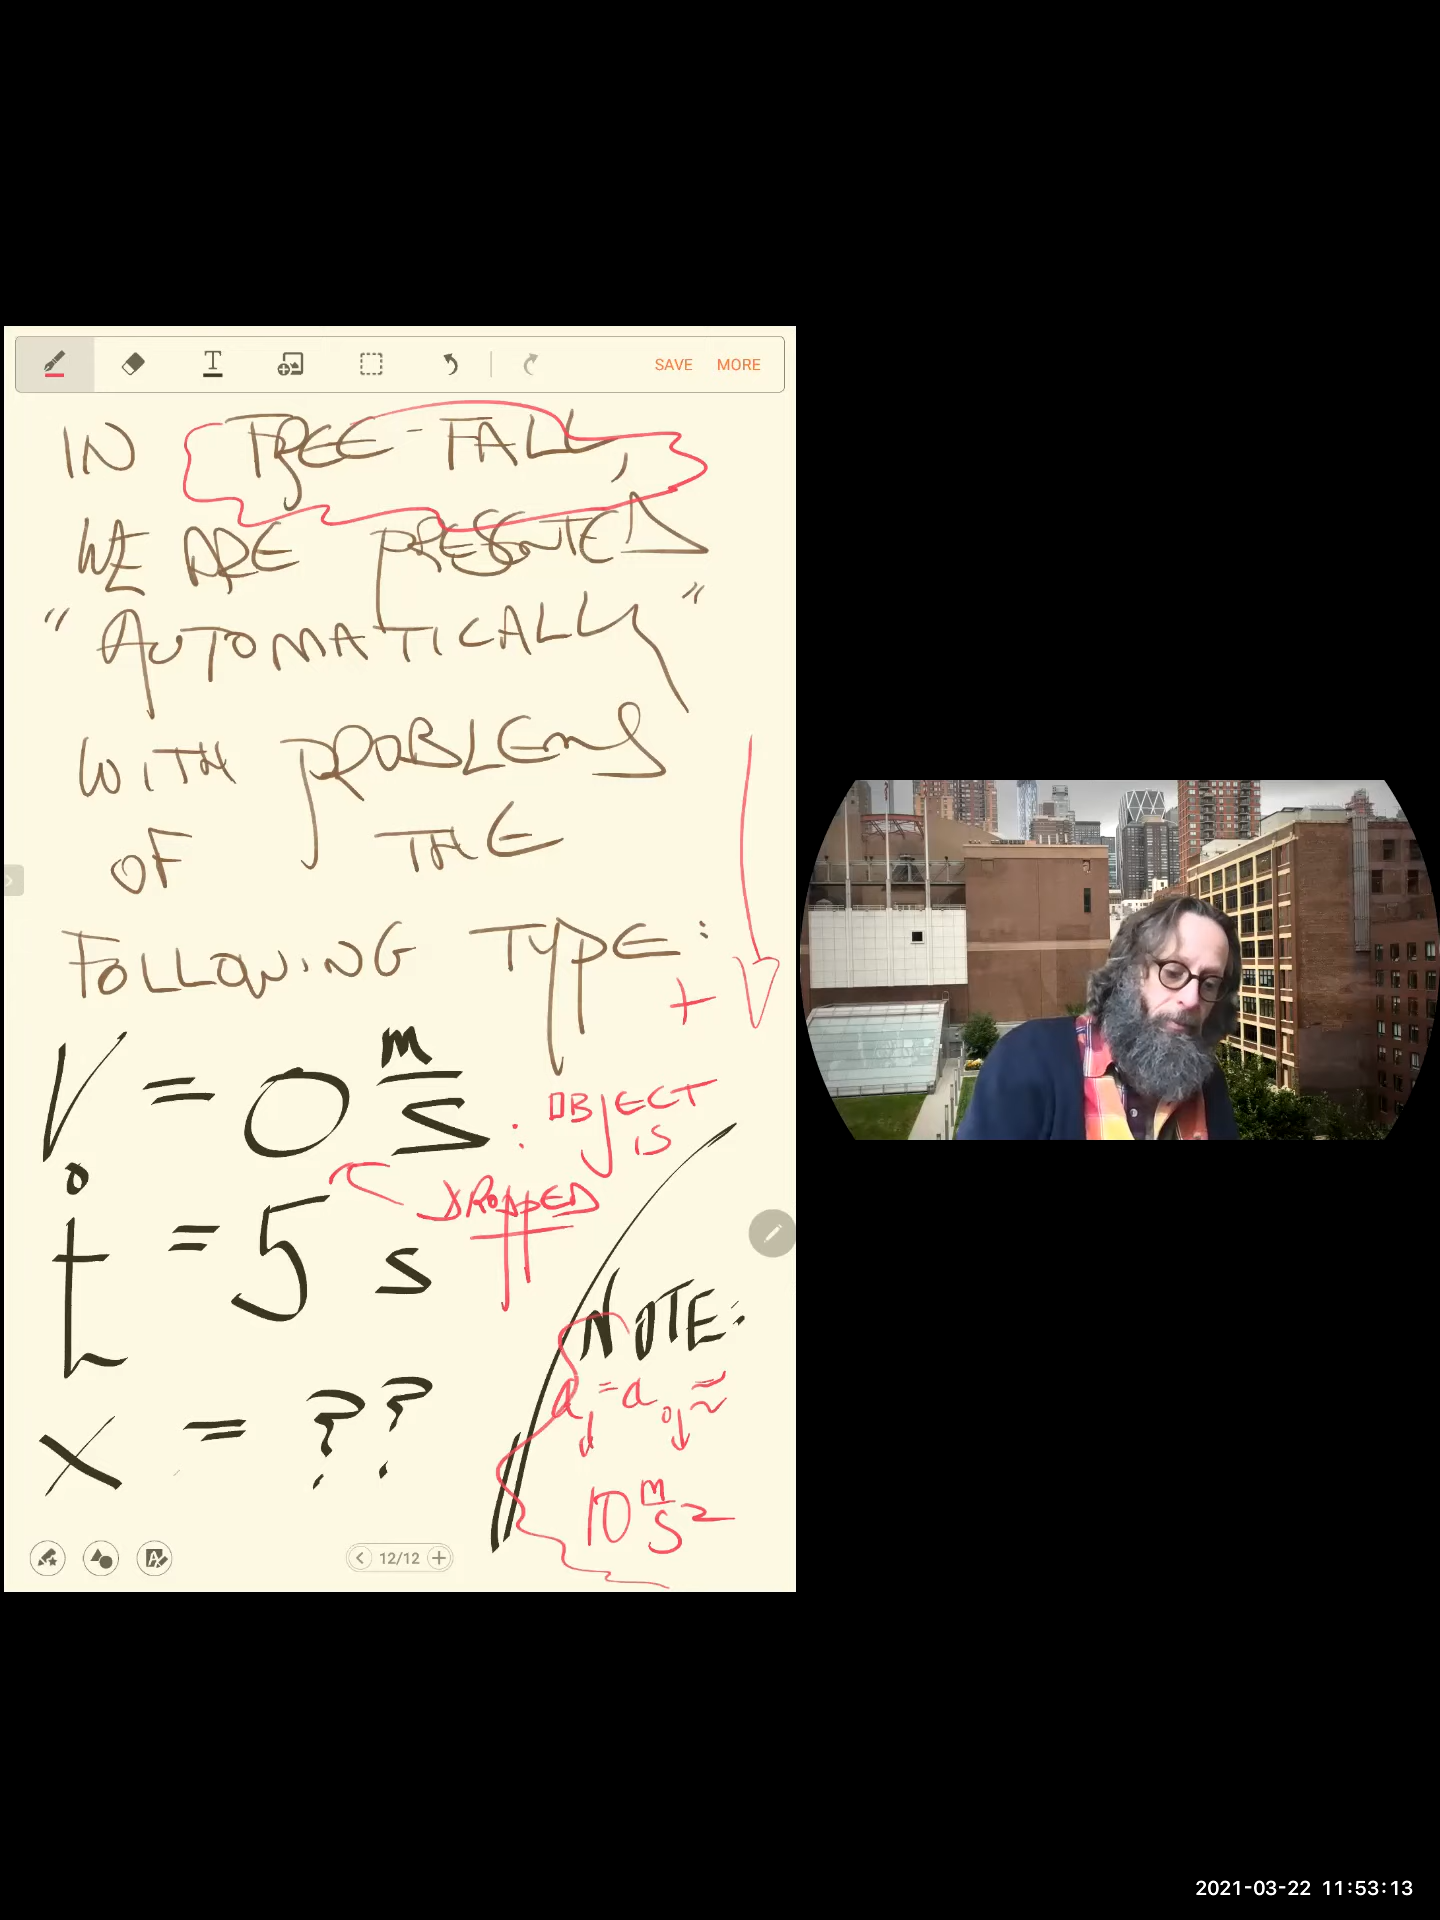 SAVE MORE
IN FREE-FALL,
WE ARE PRESENTED
"AUTOMATICALLY"
WITH PROBLEMS
OF THE
FOLLOWING TYPE:
+
V₀ = 0 m/s : OBJECT
IS
DROPPED
t = 5 s
NOTE:
a↓ = a₀↓ ≈
10 m/s²
x = ??
12/12
2021-03-22 11:53:13